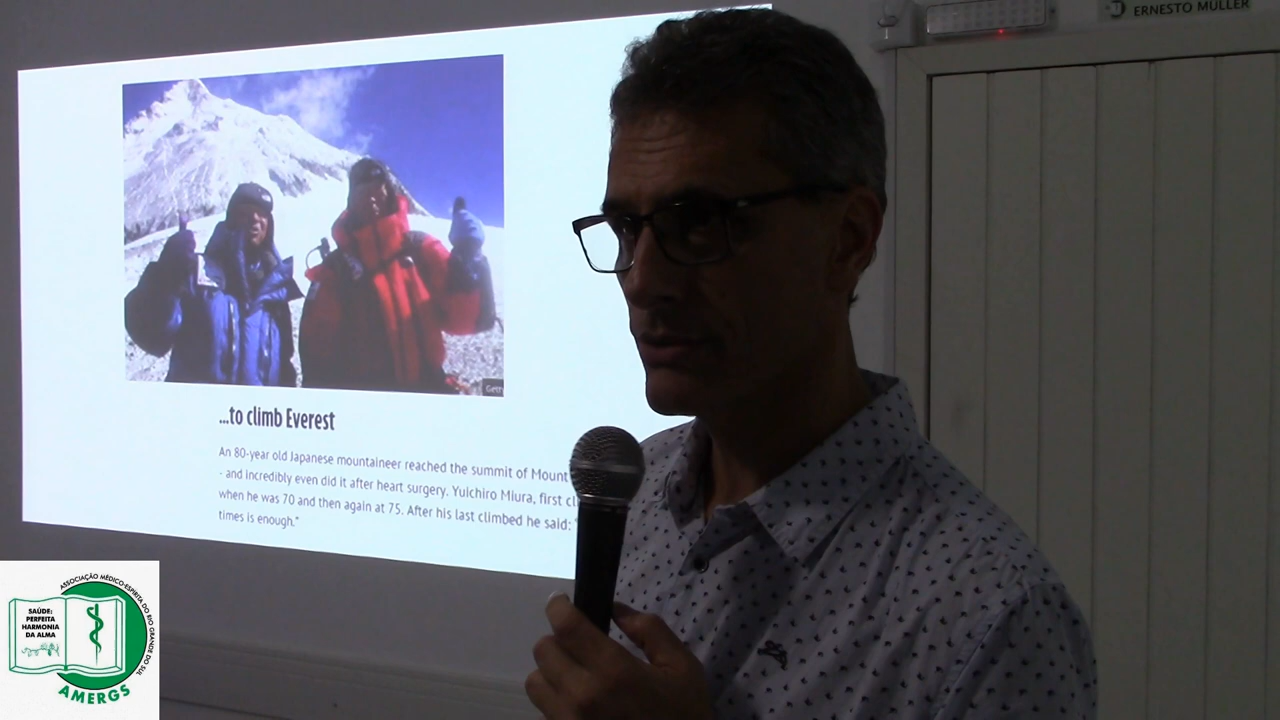 ERNESTO MULLER
...to climb Everest
An 80-year old Japanese mountaineer reached the summit of Mount
- and incredibly even did it after heart surgery. Yuichiro Miura, first
when he was 70 and then again at 75. After his last climbed he said:
times is enough."
ASSOCIAÇÃO MÉDICO-ESPÍRITA DO RIO GRANDE DO SUL
SAÚDE:
PERFEITA
HARMONIA
DA ALMA
AMERGS